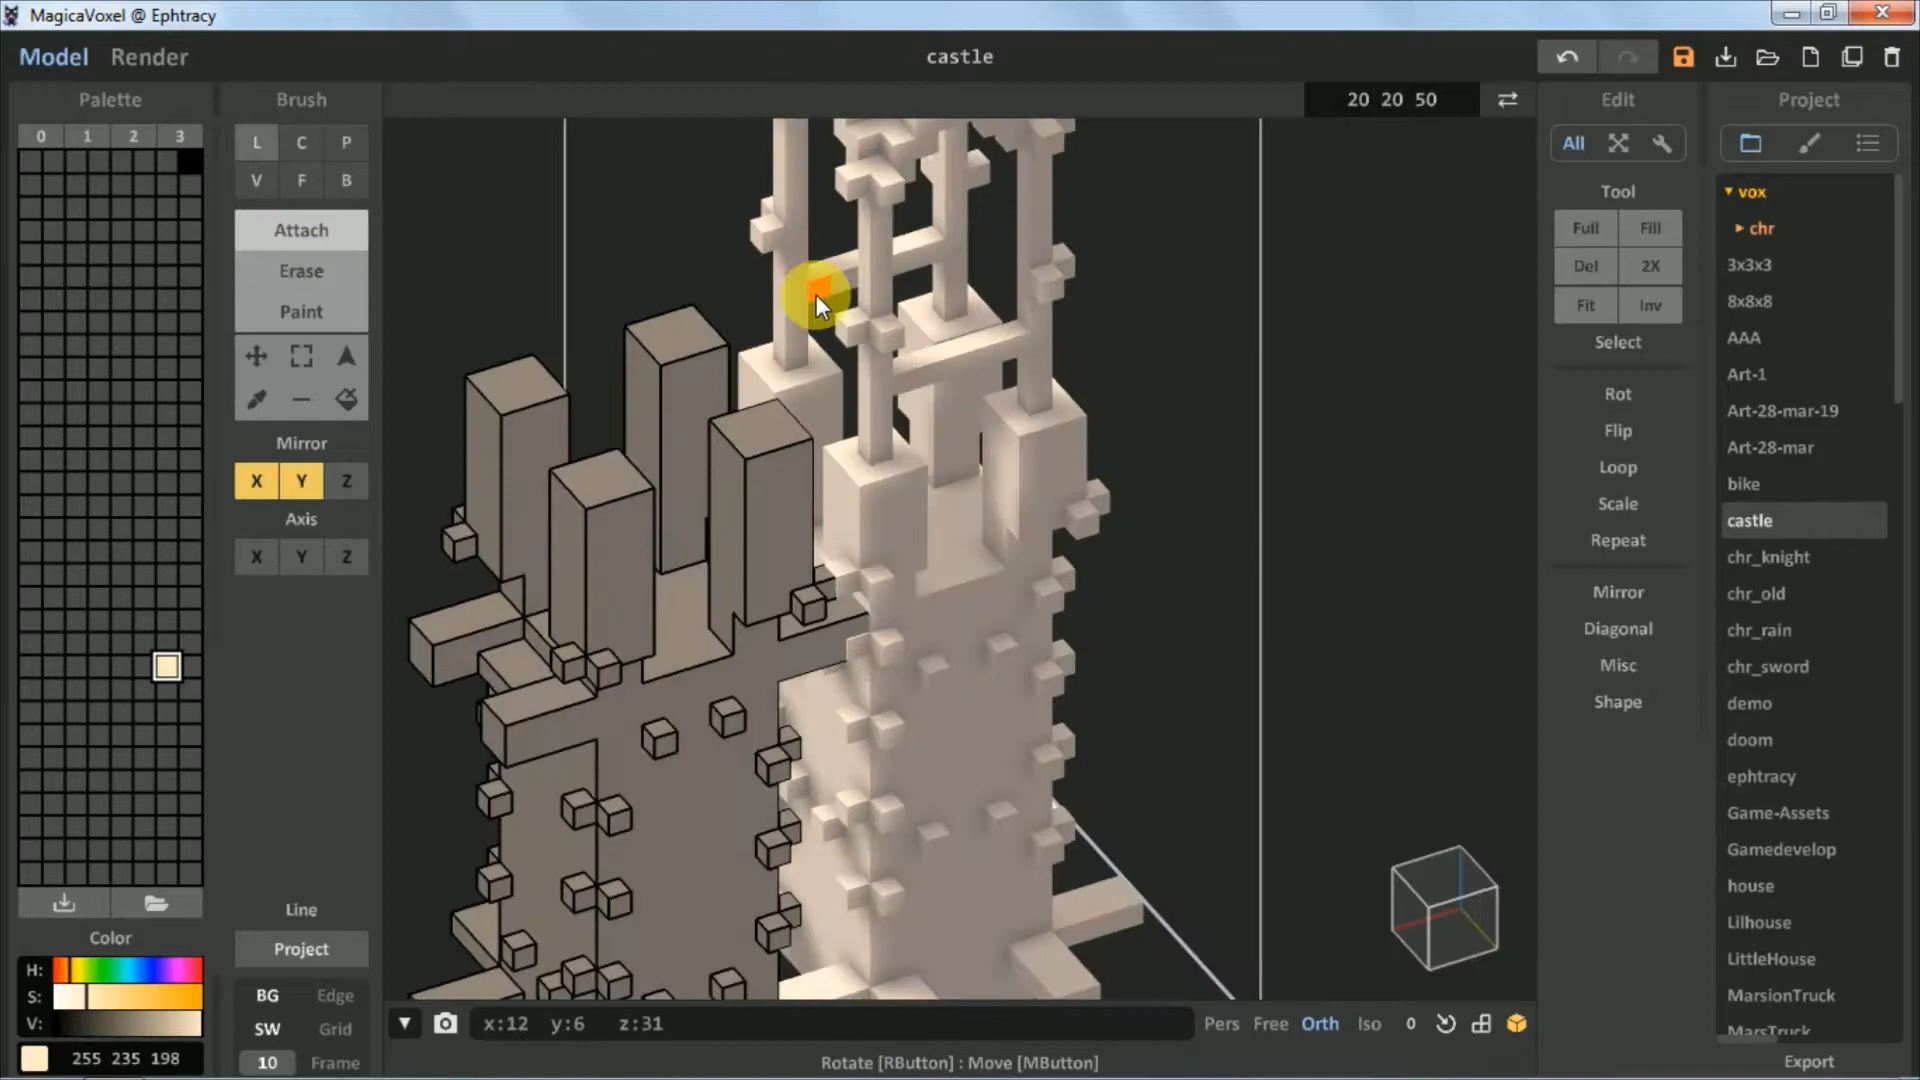 MagicaVoxel @ Ephtracy
Model Render
castle
Palette
0 1 2 3
Color
H:
S:
V:
255 235 198
Brush
L C P
V F B
Attach
Erase
Paint
Mirror
X Y Z
Axis
X Y Z
Line
Project
BG Edge
SW Grid
10 Frame
20 20 50
x:12 y:6 z:31
Pers Free Orth Iso 0
Rotate [RButton] : Move [MButton]
Edit
All
Tool
Full Fill
Del 2X
Fit Inv
Select
Rot
Flip
Loop
Scale
Repeat
Mirror
Diagonal
Misc
Shape
Project
vox
chr
3x3x3
8x8x8
AAA
Art-1
Art-28-mar-19
Art-28-mar
bike
castle
chr_knight
chr_old
chr_rain
chr_sword
demo
doom
ephtracy
Game-Assets
Gamedevelop
house
Lilhouse
LittleHouse
MarsionTruck
MarsTruck
Export